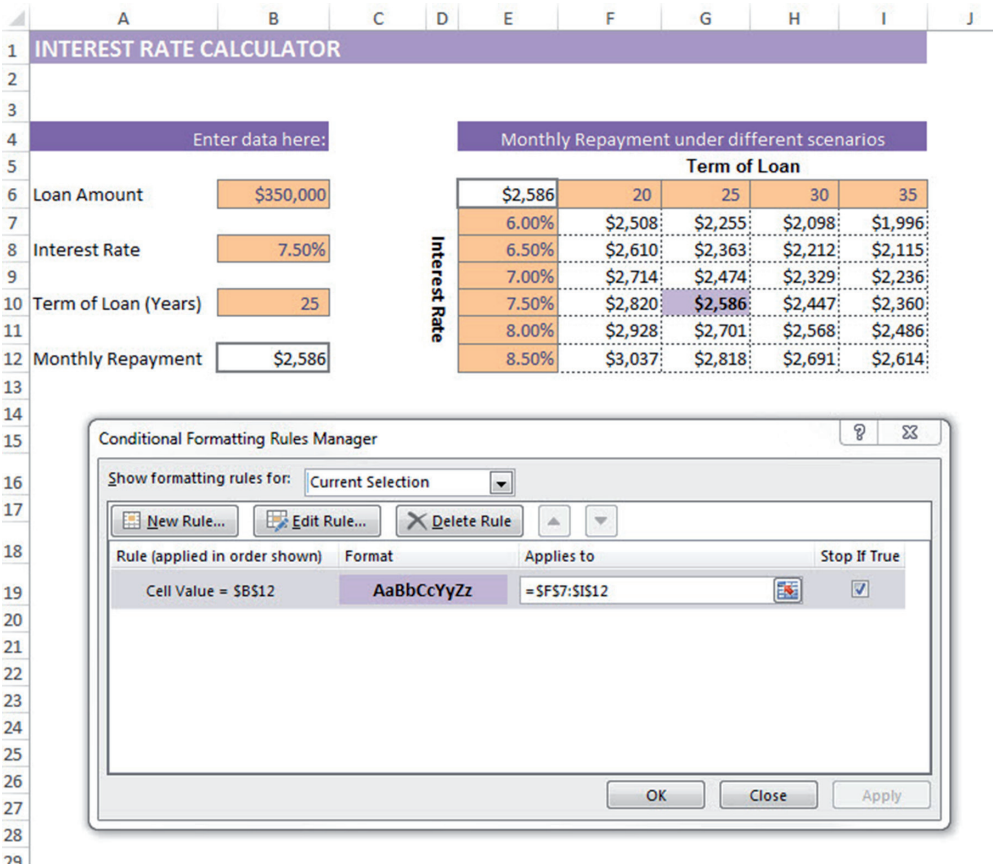 A B C D E F G H I J
1 INTEREST RATE CALCULATOR
2
3
4 Enter data here: Monthly Repayment under different scenarios
5 Term of Loan
6 Loan Amount $350,000 $2,586 20 25 30 35
7 6.00% $2,508 $2,255 $2,098 $1,996
8 Interest Rate 7.50% 6.50% $2,610 $2,363 $2,212 $2,115
9 7.00% $2,714 $2,474 $2,329 $2,236
10 Term of Loan (Years) 25 7.50% $2,820 $2,586 $2,447 $2,360
11 8.00% $2,928 $2,701 $2,568 $2,486
12 Monthly Repayment $2,586 8.50% $3,037 $2,818 $2,691 $2,614
Interest Rate
13
14
15 Conditional Formatting Rules Manager
16 Show formatting rules for: Current Selection
17 New Rule... Edit Rule... Delete Rule
18 Rule (applied in order shown) Format Applies to Stop If True
19 Cell Value = $B$12 AaBbCcYyZz =$F$7:$I$12
20
21
22
23
24
25
26
27 OK Close Apply
28
29